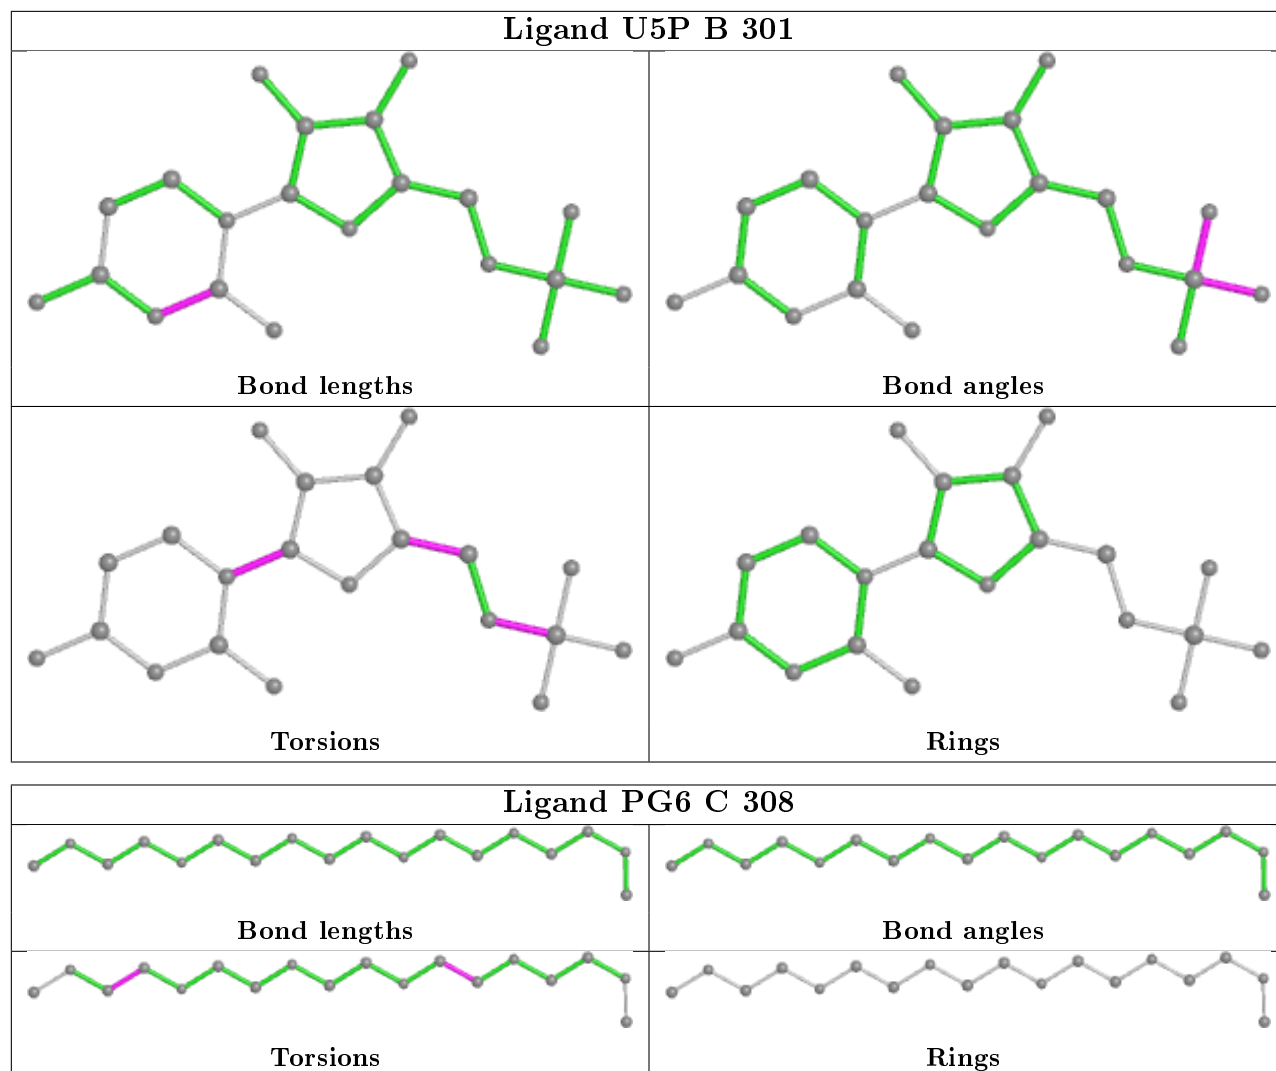 Ligand U5P B 301
Bond lengths
Bond angles
Torsions
Rings
Ligand PG6 C 308
Bond lengths
Bond angles
Torsions
Rings